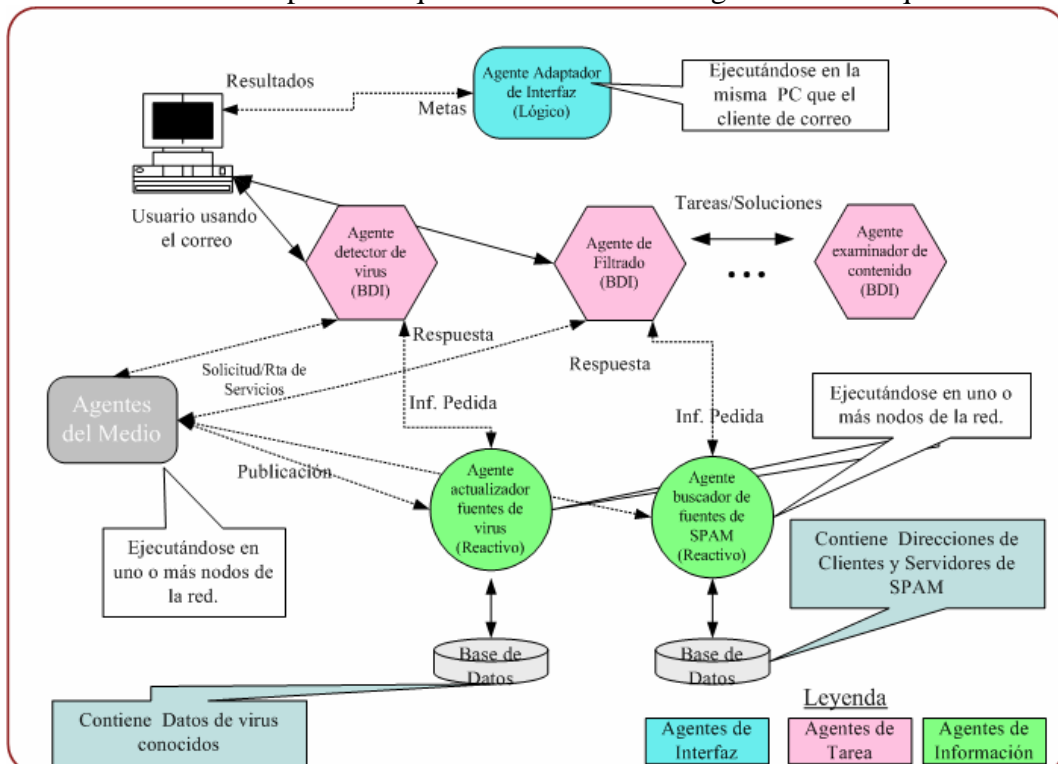 Resultados
Metas
Agente Adaptador
de Interfaz
(Lógico)
Ejecutándose en la
misma PC que el
cliente de correo
Usuario usando
el correo
Agente
detector de
virus
(BDI)
Agente de
Filtrado
(BDI)
Tareas/Soluciones
Agente
examinador de
contenido (BDI)
Respuesta
Respuesta
Solicitud/Rta de
Servicios
Agentes
del Medio
Inf. Pedida
Inf. Pedida
Ejecutándose en uno o
más nodos de la red.
Publicación
Agente
actualizador
fuentes de
virus
(Reactivo)
Agente
buscador de
fuentes de
SPAM
(Reactivo)
Ejecutándose en
uno o más nodos de
la red.
Contiene Direcciones de
Clientes y Servidores de
SPAM
Base de
Datos
Base de
Datos
Contiene Datos de virus
conocidos
Leyenda
Agentes de
Interfaz
Agentes de
Tarea
Agentes de
Información